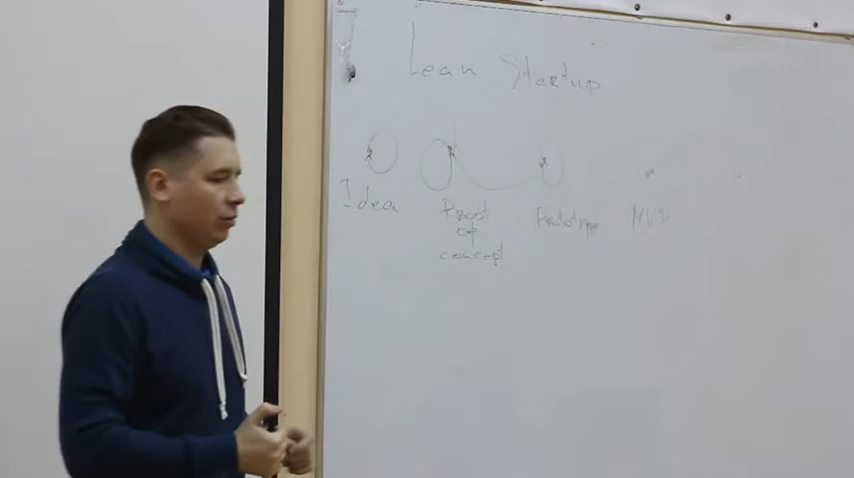 Lean Startup
Idea
Proof
of
concept
Prototype
MVP